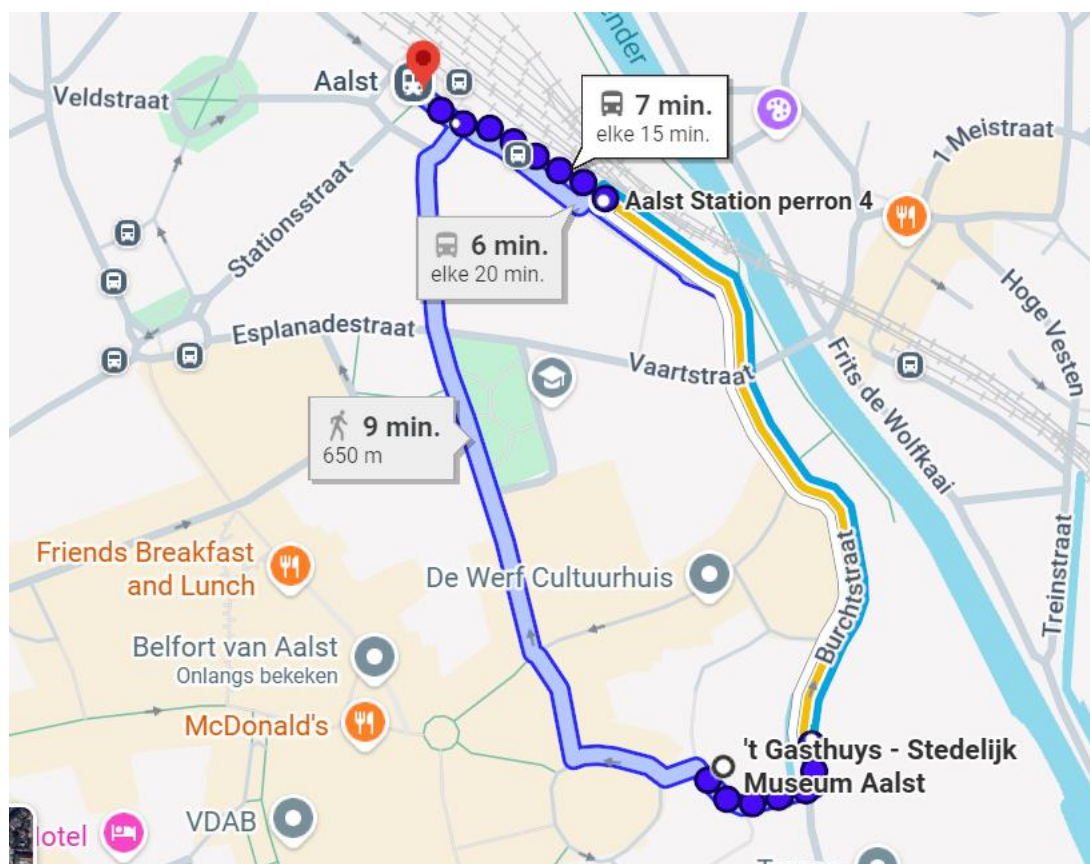 ender
Aalst
Veldstraat
7 min.
elke 15 min.
1 Meistraat
Stationsstraat
Aalst Station perron 4
6 min.
elke 20 min.
Hoge Vesten
Esplanadestraat
Vaartstraat
Frits de Wolfkaai
9 min.
650 m
Friends Breakfast
and Lunch
De Werf Cultuurhuis
Treinstraat
Burchtstraat
Belfort van Aalst
Onlangs bekeken
McDonald's
't Gasthuys - Stedelijk
Museum Aalst
VDAB
Hotel